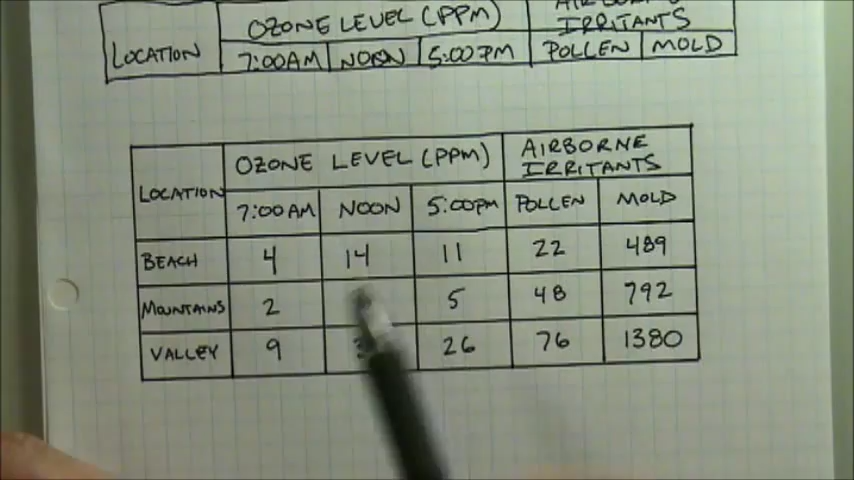 OZONE LEVEL (PPM)
IRRITANTS
LOCATION 7:00AM NOON 5:00PM POLLEN MOLD
OZONE LEVEL (PPM) AIRBORNE
IRRITANTS
LOCATION 7:00AM NOON 5:00PM POLLEN MOLD
BEACH 4 14 11 22 489
MOUNTAINS 2 5 48 792
VALLEY 9 26 76 1380